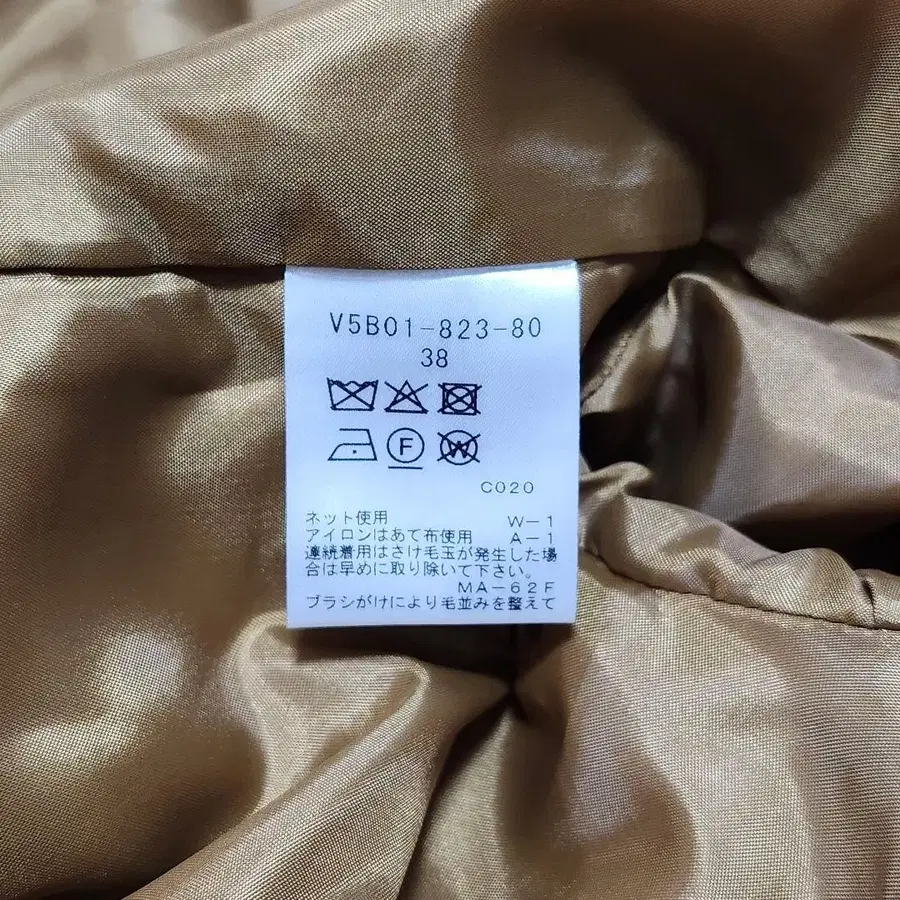 V5B01-823-80
38
F
W
C020
ネット使用 W-1
アイロンはあて布使用 A-1
連続着用はさけ毛玉が発生した場
合は早めに取り除いて下さい。
MA-62F
ブラシがけにより毛並みを整えて